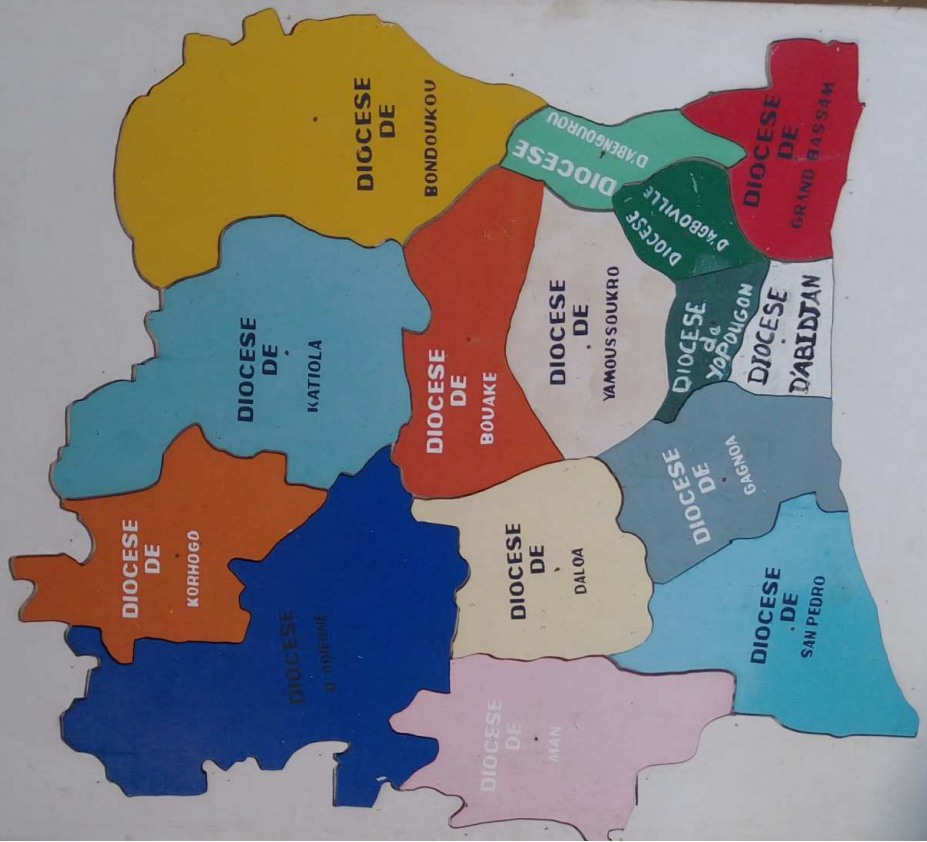 DIOCESE
DE
KORHOGO
DIOCESE
D'ODIENNE
DIOCESE
DE
KATIOLA
DIOCESE
DE
BONDOUKOU
DIOCESE
DE
MAN
DIOCESE
DE
DALOA
DIOCESE
DE
BOUAKE
DIOCESE
DE
YAMOUSSOUKRO
DIOCESE
D'ABENGOUROU
DIOCESE
D'AGBOVILLE
DIOCESE
de
YOPOUGON
DIOCESE
DE
GAGNOA
DIOCESE
DE
SAN PEDRO
DIOCESE
D'ABIDJAN
DIOCESE
DE
GRAND BASSAM